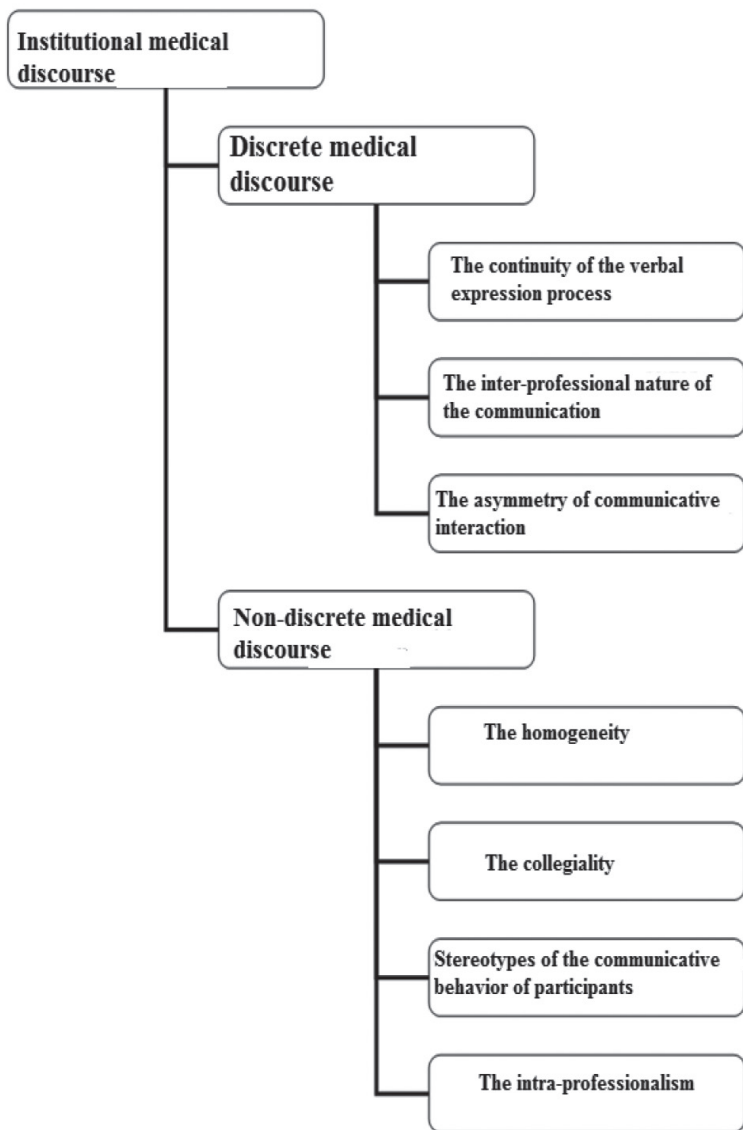 Institutional medical
discourse
Discrete medical
discourse
The continuity of the verbal
expression process
The inter-professional nature of
the communication
The asymmetry of communicative
interaction
Non-discrete medical
discourse
The homogeneity
The collegiality
Stereotypes of the communicative
behavior of participants
The intra-professionalism